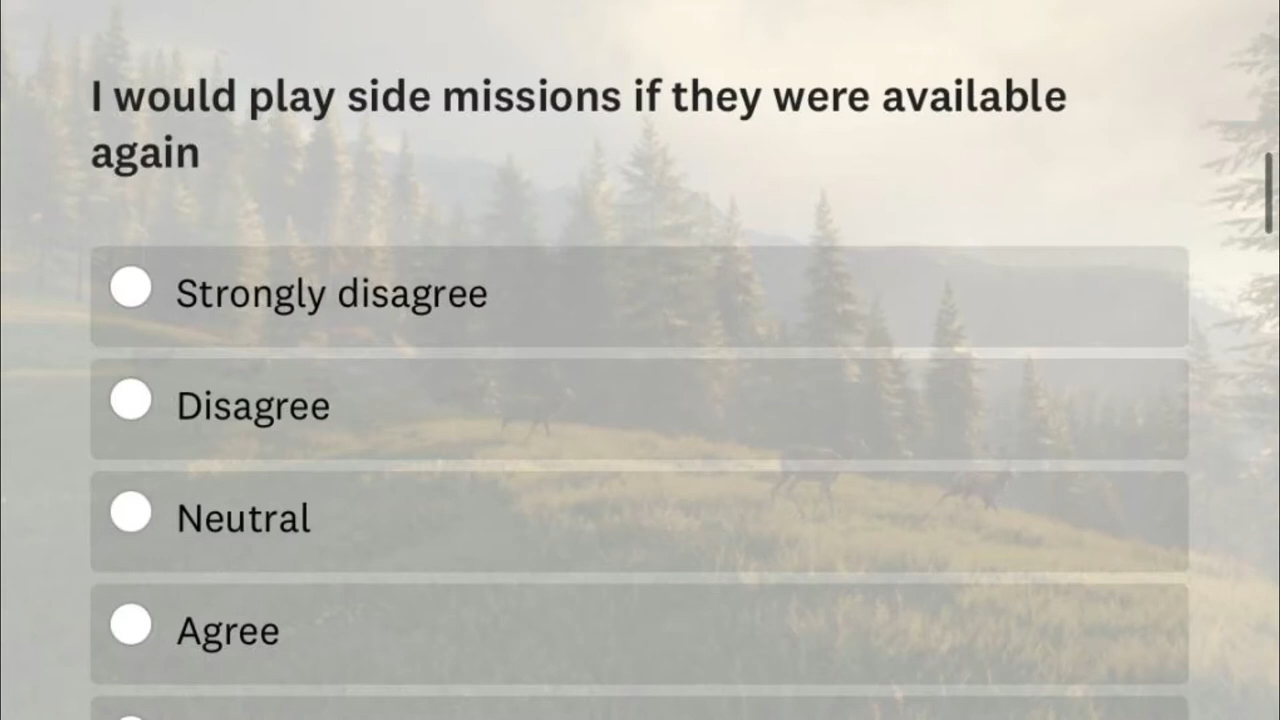 I would play side missions if they were available
again
Strongly disagree
Disagree
Neutral
Agree